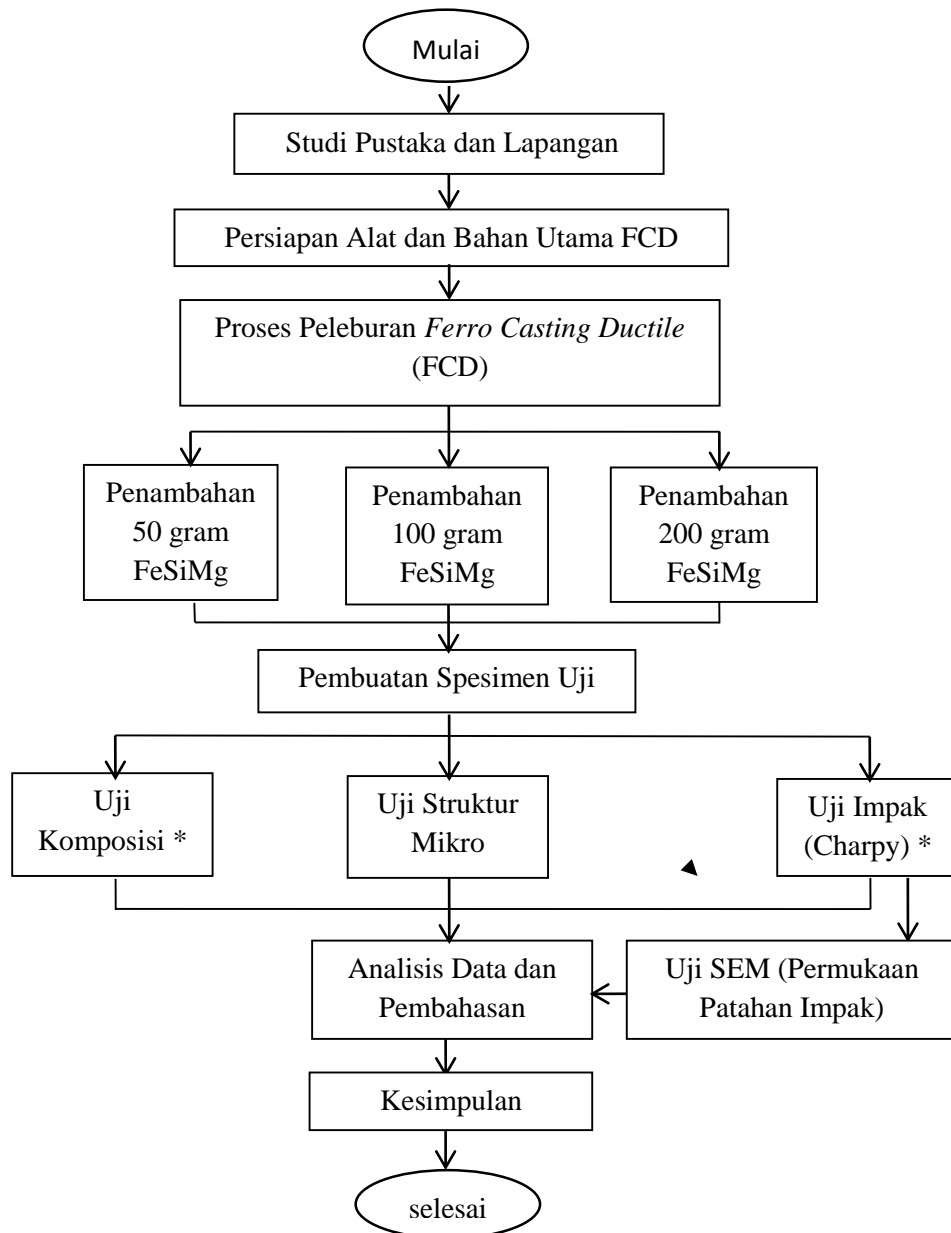 Mulai
Studi Pustaka dan Lapangan
Persiapan Alat dan Bahan Utama FCD
Proses Peleburan Ferro Casting Ductile
(FCD)
Penambahan
50 gram
FeSiMg
Penambahan
100 gram
FeSiMg
Penambahan
200 gram
FeSiMg
Pembuatan Spesimen Uji
Uji
Komposisi *
Uji Struktur
Mikro
Uji Impak
(Charpy) *
Analisis Data dan
Pembahasan
Uji SEM (Permukaan
Patahan Impak)
Kesimpulan
selesai